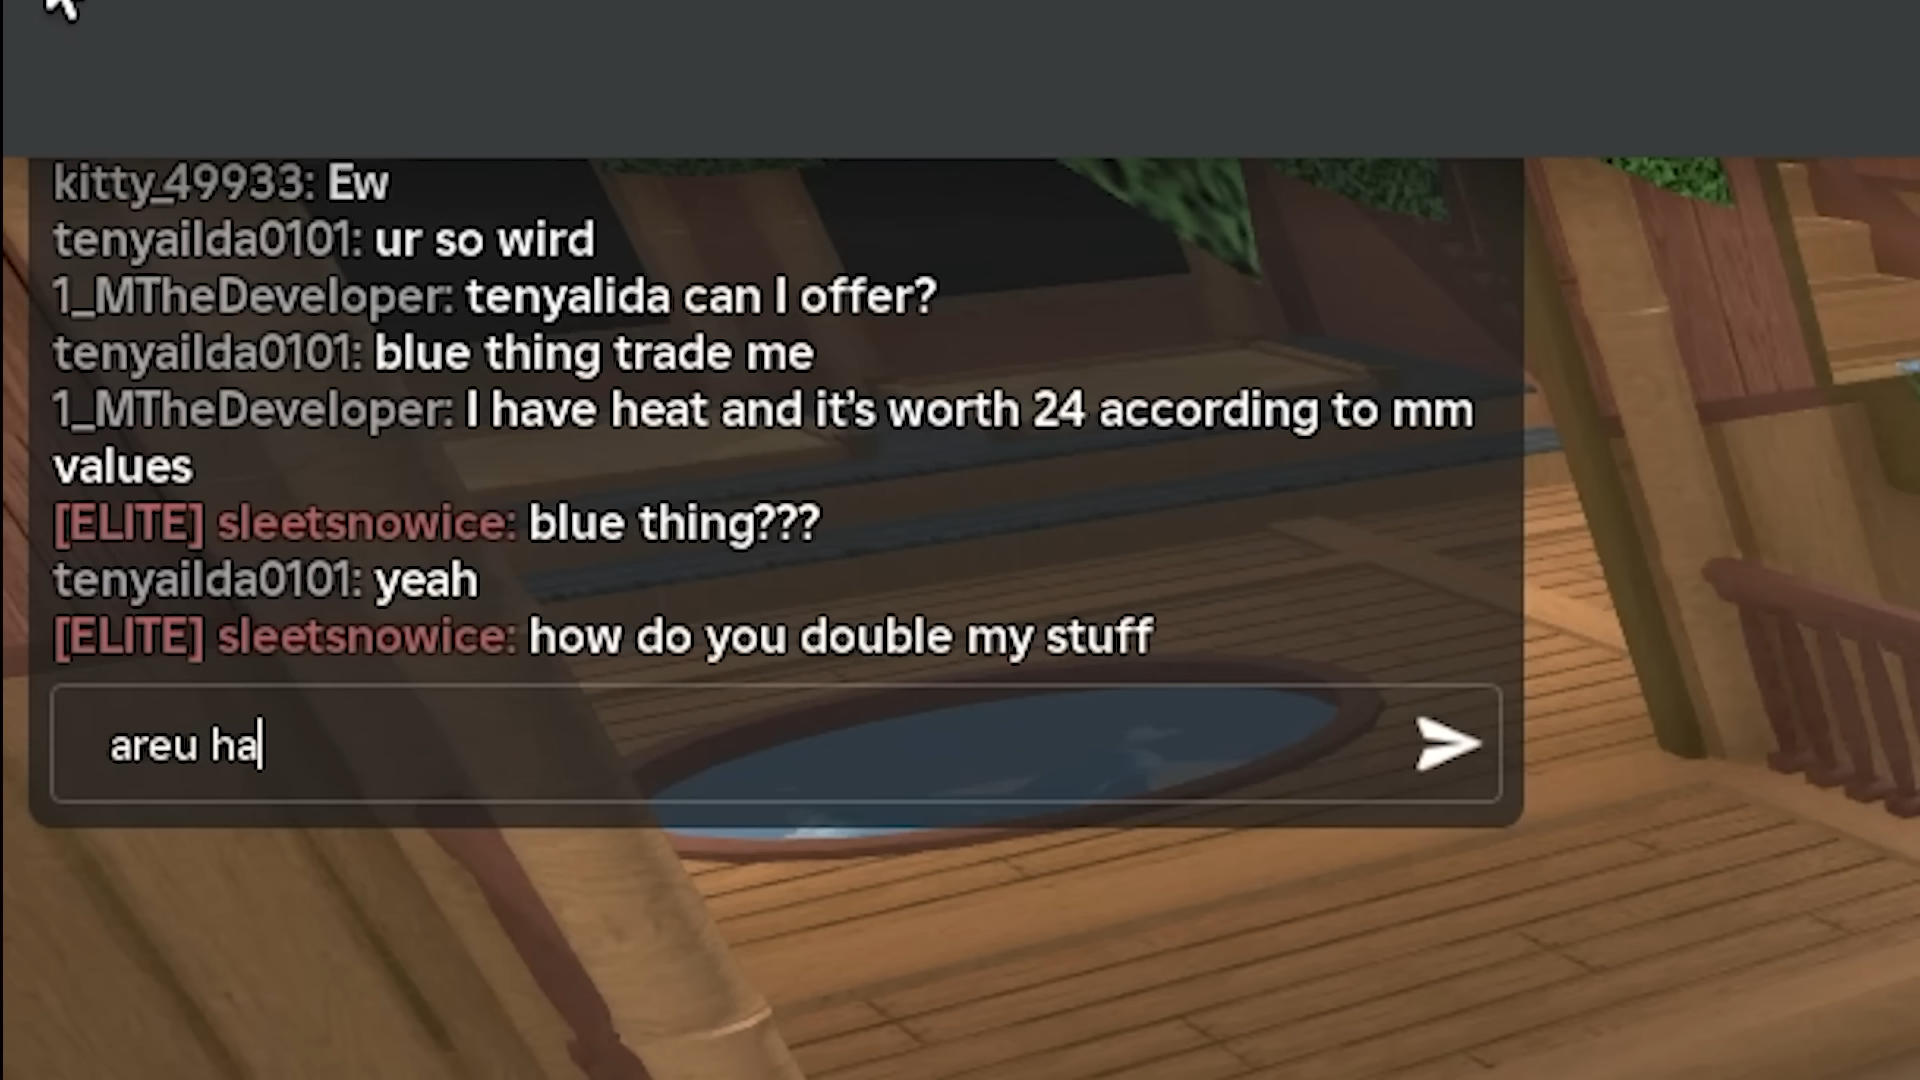 kitty_49933: Ew
tenyailda0101: ur so wird
1_MTheDeveloper: tenyalida can I offer?
tenyailda0101: blue thing trade me
1_MTheDeveloper: I have heat and it's worth 24 according to mm
values
[ELITE] sleetsnowice: blue thing???
tenyailda0101: yeah
[ELITE] sleetsnowice: how do you double my stuff
areu ha